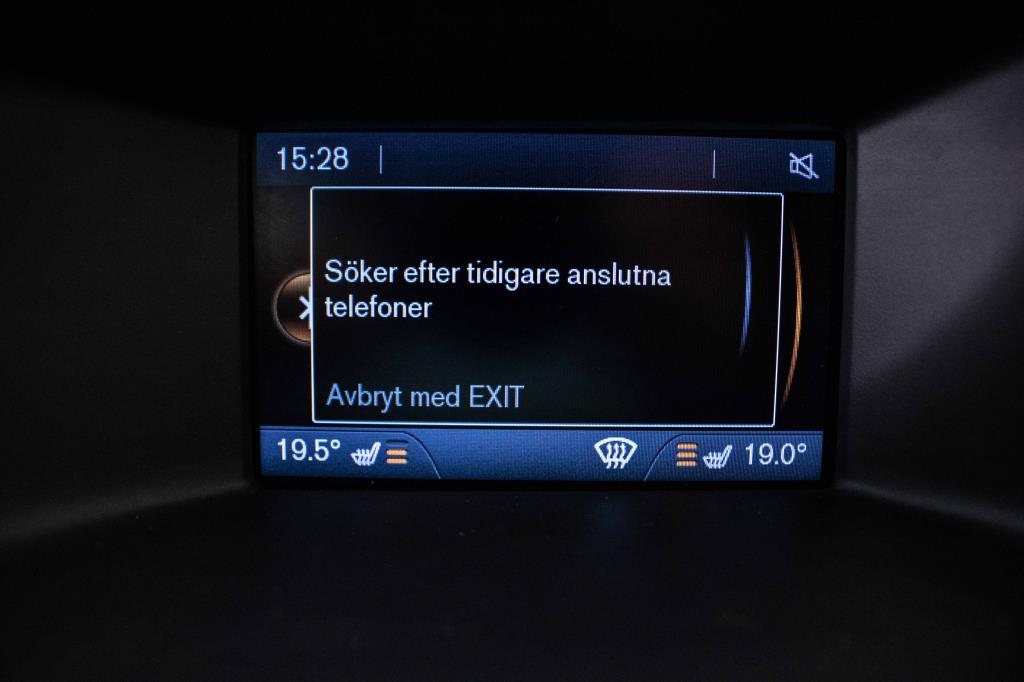 15:28
Söker efter tidigare anslutna
telefoner
Avbryt med EXIT
19.5° 19.0°